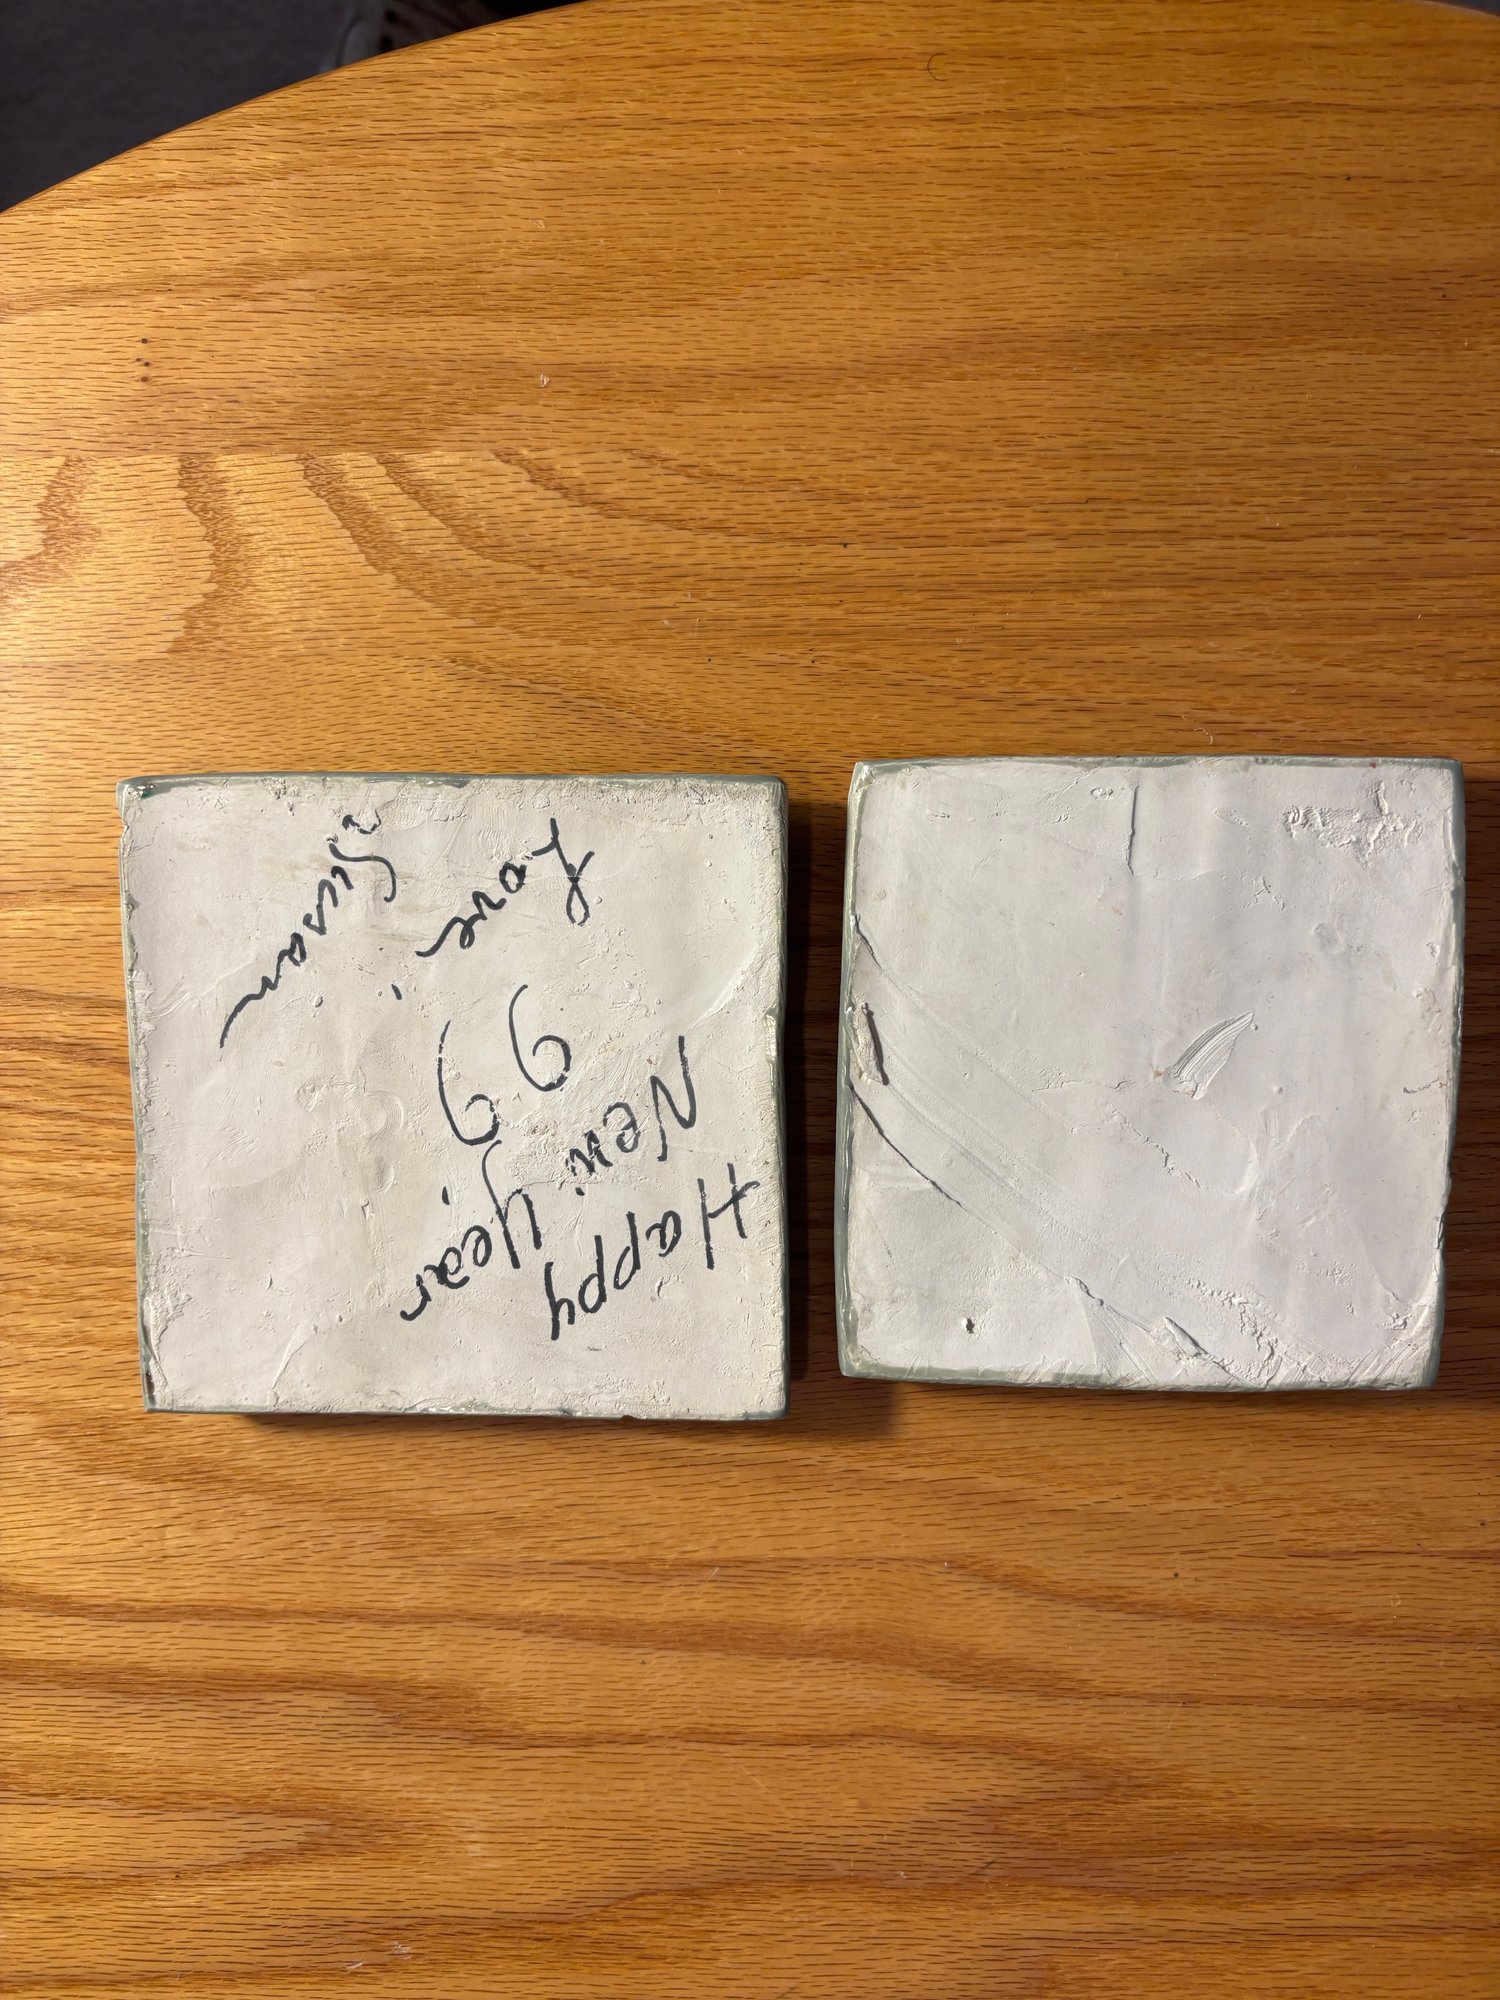 Happy
New Year
99,
Love,
Susan